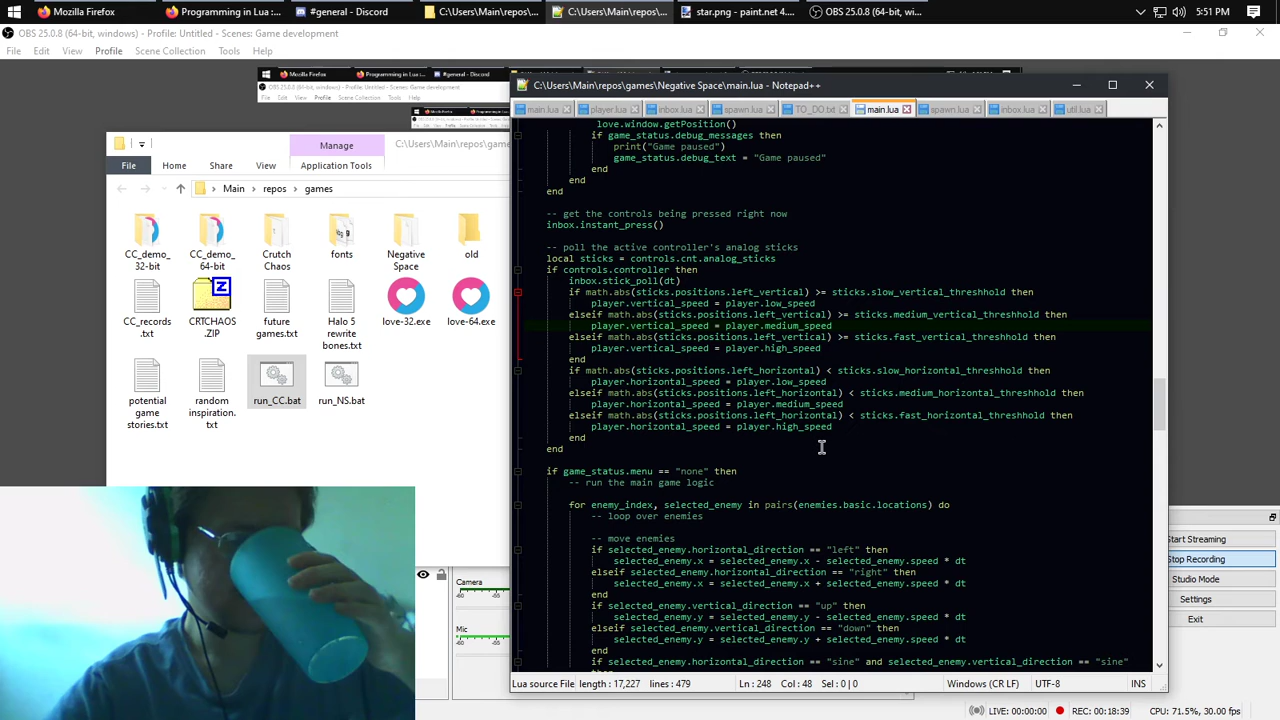 Mozilla Firefox
Programming in Lua :...
#general - Discord
C:\Users\Main\repos\...
C:\Users\Main\repos\...
star.png - paint.net 4....
OBS 25.0.8 (64-bit, wi...
5:51 PM
OBS 25.0.8 (64-bit, windows) - Profile: Untitled - Scenes: Game development
File Edit View Profile Scene Collection Tools Help
C:\Users\Main\repos\games\Negative Space\main.lua - Notepad++
main.lua player.lua inbox.lua spawn.lua TO_DO.txt main.lua spawn.lua inbox.lua util.lua
Manage
C:\Users\Main\repos\game
File Home Share View Application Tools
Main repos games
CC_demo_
32-bit
CC_demo_
64-bit
Crutch
Chaos
fonts
Negative
Space
old
CC_records
.txt
CRTCHAOS.
ZIP
future
games.txt
Halo 5
rewrite
bones.txt
love-32.exe
love-64.exe
potential
game
stories.txt
random
inspiration.
txt
run_CC.bat
run_NS.bat
love.window.getPosition()
if game_status.debug_messages then
print("Game paused")
game_status.debug_text = "Game paused"
end
end
end
-- get the controls being pressed right now
inbox.instant_press()
-- poll the active controller's analog sticks
local sticks = controls.cnt.analog_sticks
if controls.controller then
inbox.stick_poll(dt)
if math.abs(sticks.positions.left_vertical) >= sticks.slow_vertical_threshhold then
player.vertical_speed = player.low_speed
elseif math.abs(sticks.positions.left_vertical) >= sticks.medium_vertical_threshhold then
player.vertical_speed = player.medium_speed
elseif math.abs(sticks.positions.left_vertical) >= sticks.fast_vertical_threshhold then
player.vertical_speed = player.high_speed
end
if math.abs(sticks.positions.left_horizontal) < sticks.slow_horizontal_threshhold then
player.horizontal_speed = player.low_speed
elseif math.abs(sticks.positions.left_horizontal) < sticks.medium_horizontal_threshhold then
player.horizontal_speed = player.medium_speed
elseif math.abs(sticks.positions.left_horizontal) < sticks.fast_horizontal_threshhold then
player.horizontal_speed = player.high_speed
end
end
if game_status.menu == "none" then
-- run the main game logic
for enemy_index, selected_enemy in pairs(enemies.basic.locations) do
-- loop over enemies
-- move enemies
if selected_enemy.horizontal_direction == "left" then
selected_enemy.x = selected_enemy.x - selected_enemy.speed * dt
elseif selected_enemy.horizontal_direction == "right" then
selected_enemy.x = selected_enemy.x + selected_enemy.speed * dt
end
if selected_enemy.vertical_direction == "up" then
selected_enemy.y = selected_enemy.y - selected_enemy.speed * dt
elseif selected_enemy.vertical_direction == "down" then
selected_enemy.y = selected_enemy.y + selected_enemy.speed * dt
end
if selected_enemy.horizontal_direction == "sine" and selected_enemy.vertical_direction == "sine"
Lua source File length : 17,227 lines : 479 Ln : 248 Col : 48 Sel : 0 | 0 Windows (CR LF) UTF-8 INS
Camera
Mic
Start Streaming
Stop Recording
Studio Mode
Settings
Exit
LIVE: 00:00:00 REC: 00:18:39 CPU: 71.5%, 30.00 fps